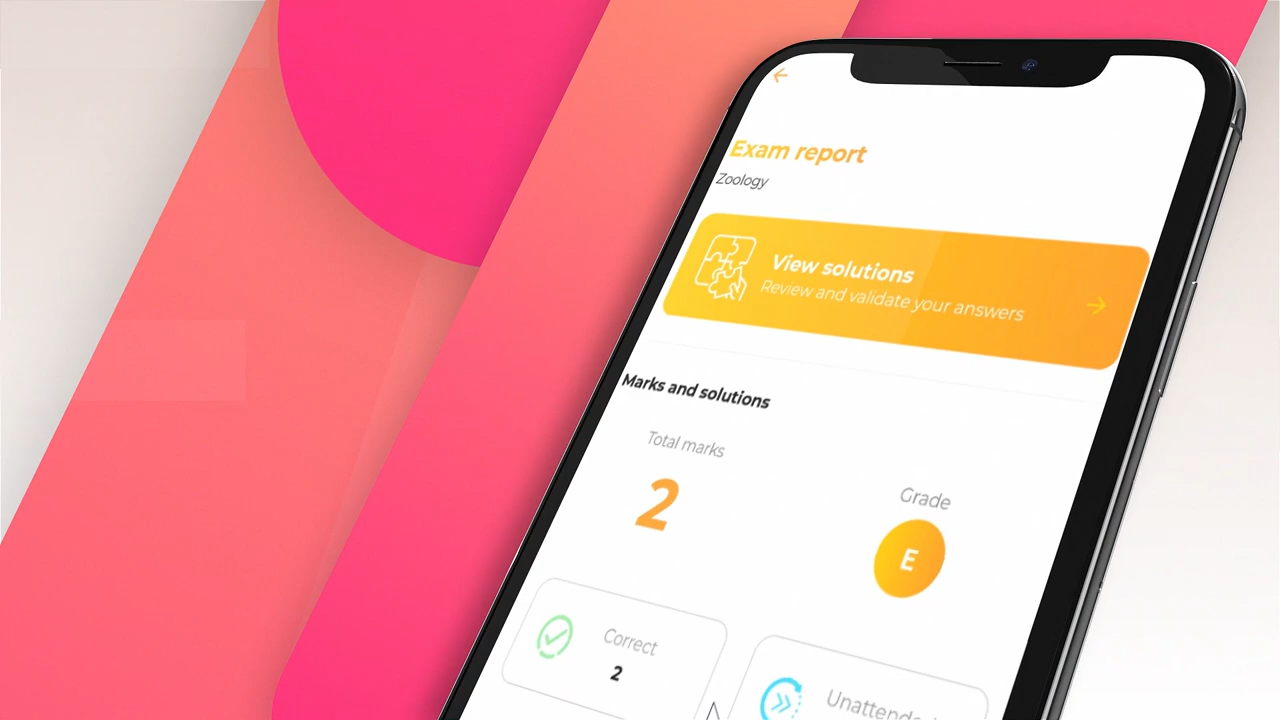 Exam report
Zoology
View solutions
Review and validate your answers
Marks and solutions
Total marks
2
Grade
E
Correct
2